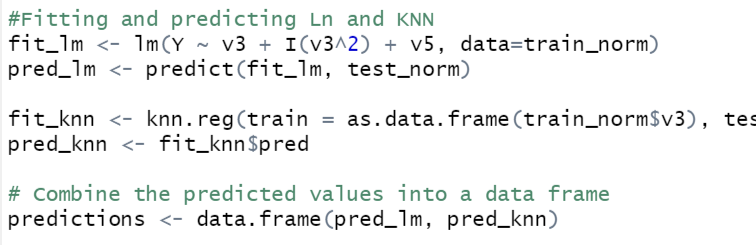 #Fitting and predicting Ln and KNN
fit_lm <- lm(Y ~ v3 + I(v3^2) + v5, data=train_norm)
pred_lm <- predict(fit_lm, test_norm)
fit_knn <- knn.reg(train = as.data.frame(train_norm$v3), tes
pred_knn <- fit_knn$pred
# Combine the predicted values into a data frame
predictions <- data.frame(pred_lm, pred_knn)